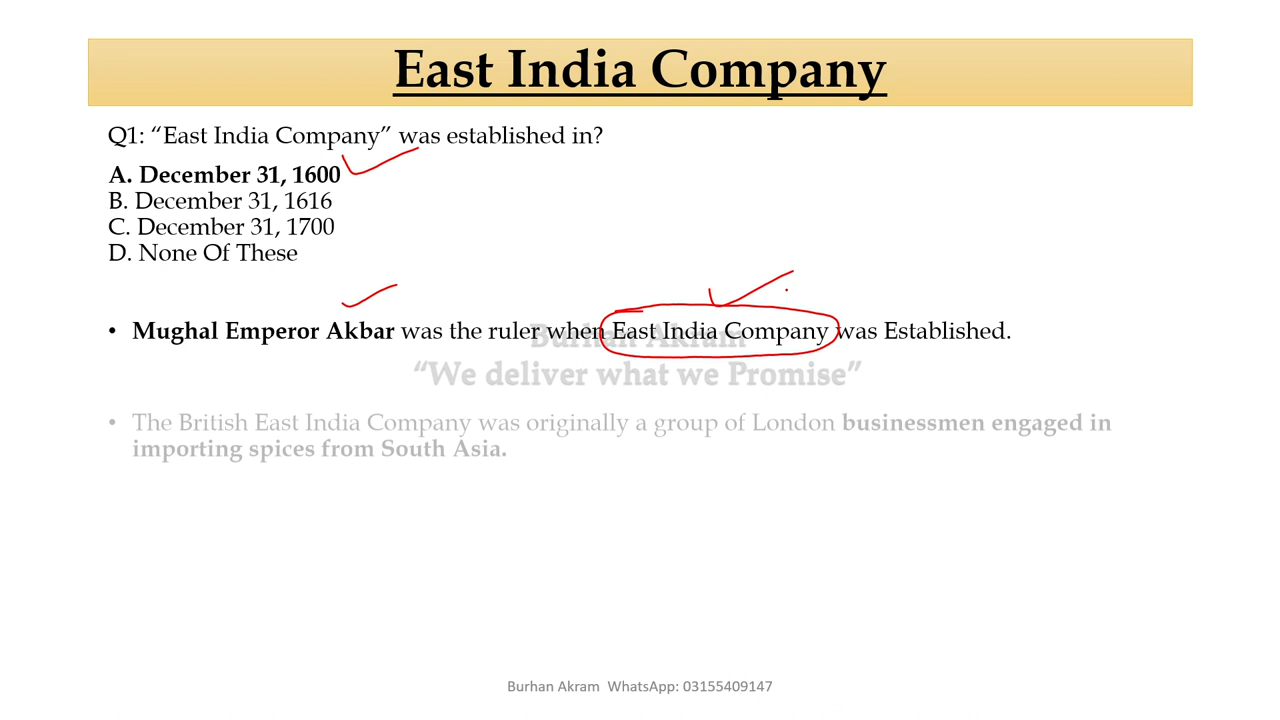 East India Company
Q1: “East India Company” was established in?
A. December 31, 1600
B. December 31, 1616
C. December 31, 1700
D. None Of These
• Mughal Emperor Akbar was the ruler when East India Company was Established.
Burhan Akram
“We deliver what we Promise”
• The British East India Company was originally a group of London businessmen engaged in
importing spices from South Asia.
Burhan Akram WhatsApp: 03155409147